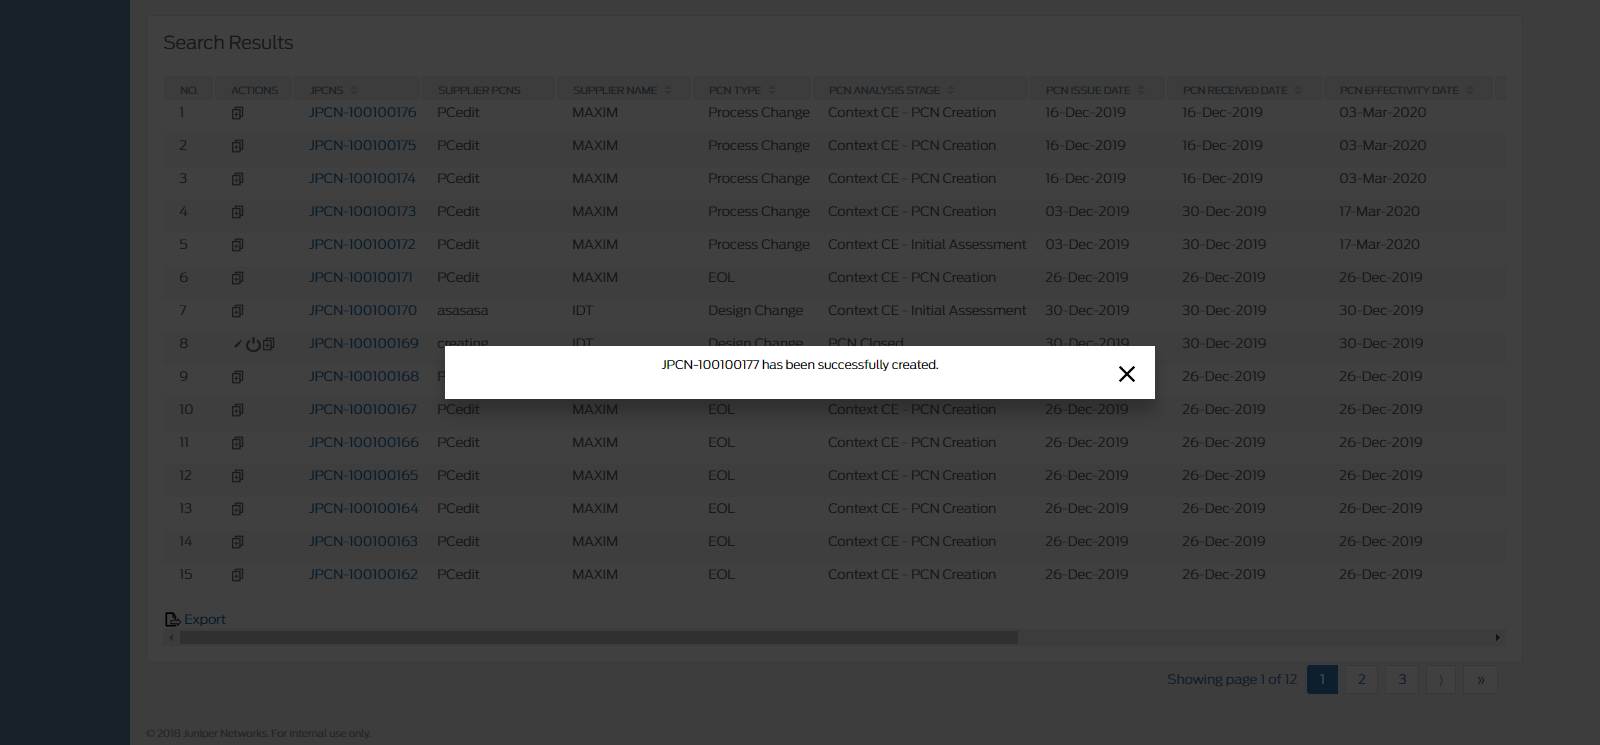 Search Results
NO. ACTIONS JPCNS SUPPLIER PCNS SUPPLIER NAME PCN TYPE PCN ANALYSIS STAGE PCN ISSUE DATE PCN RECEIVED DATE PCN EFFECTIVITY DATE
1 JPCN-100100176 PCedit MAXIM Process Change Context CE - PCN Creation 16-Dec-2019 16-Dec-2019 03-Mar-2020
2 JPCN-100100175 PCedit MAXIM Process Change Context CE - PCN Creation 16-Dec-2019 16-Dec-2019 03-Mar-2020
3 JPCN-100100174 PCedit MAXIM Process Change Context CE - PCN Creation 16-Dec-2019 16-Dec-2019 03-Mar-2020
4 JPCN-100100173 PCedit MAXIM Process Change Context CE - PCN Creation 03-Dec-2019 30-Dec-2019 17-Mar-2020
5 JPCN-100100172 PCedit MAXIM Process Change Context CE - Initial Assessment 03-Dec-2019 30-Dec-2019 17-Mar-2020
6 JPCN-100100171 PCedit MAXIM EOL Context CE - PCN Creation 26-Dec-2019 26-Dec-2019 26-Dec-2019
7 JPCN-100100170 asasasa IDT Design Change Context CE - Initial Assessment 30-Dec-2019 30-Dec-2019 30-Dec-2019
8 JPCN-100100169 creating IDT Design Change PCN Closed 30-Dec-2019 30-Dec-2019 30-Dec-2019
JPCN-100100177 has been successfully created.
9 JPCN-100100168 26-Dec-2019 26-Dec-2019
10 JPCN-100100167 PCedit MAXIM EOL Context CE - PCN Creation 26-Dec-2019 26-Dec-2019 26-Dec-2019
11 JPCN-100100166 PCedit MAXIM EOL Context CE - PCN Creation 26-Dec-2019 26-Dec-2019 26-Dec-2019
12 JPCN-100100165 PCedit MAXIM EOL Context CE - PCN Creation 26-Dec-2019 26-Dec-2019 26-Dec-2019
13 JPCN-100100164 PCedit MAXIM EOL Context CE - PCN Creation 26-Dec-2019 26-Dec-2019 26-Dec-2019
14 JPCN-100100163 PCedit MAXIM EOL Context CE - PCN Creation 26-Dec-2019 26-Dec-2019 26-Dec-2019
15 JPCN-100100162 PCedit MAXIM EOL Context CE - PCN Creation 26-Dec-2019 26-Dec-2019 26-Dec-2019
Export
Showing page 1 of 12 1 2 3 ⟩ »
© 2018 Juniper Networks. For internal use only.